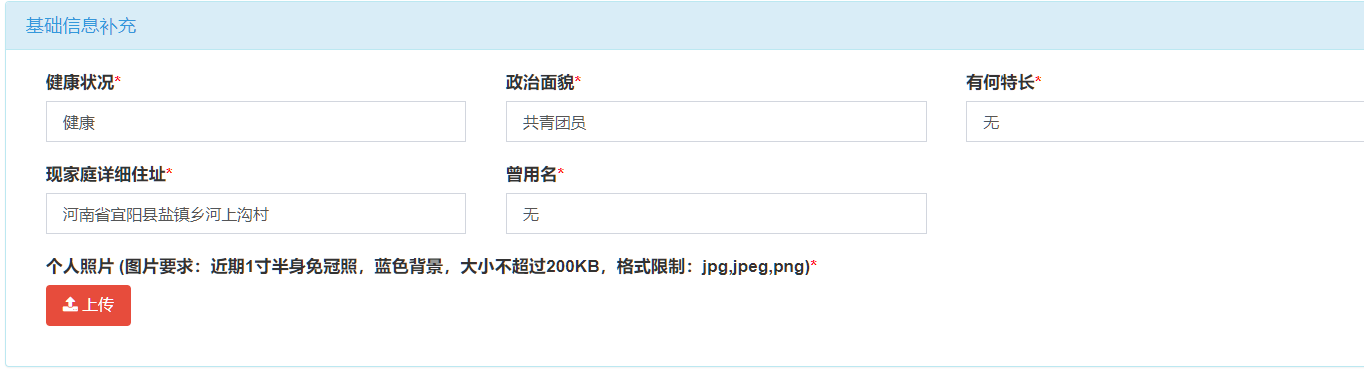 基础信息补充
健康状况* 政治面貌* 有何特长*
健康 共青团员 无
现家庭详细住址* 曾用名*
河南省宜阳县盐镇乡河上沟村 无
个人照片 (图片要求：近期1寸半身免冠照，蓝色背景，大小不超过200KB，格式限制：jpg,jpeg,png)*
上传